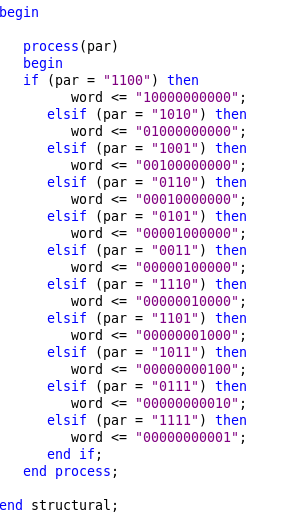 begin
process(par)
begin
if (par = "1100") then
word <= "10000000000";
elsif (par = "1010") then
word <= "01000000000";
elsif (par = "1001") then
word <= "00100000000";
elsif (par = "0110") then
word <= "00010000000";
elsif (par = "0101") then
word <= "00001000000";
elsif (par = "0011") then
word <= "00000100000";
elsif (par = "1110") then
word <= "00000010000";
elsif (par = "1101") then
word <= "00000001000";
elsif (par = "1011") then
word <= "00000000100";
elsif (par = "0111") then
word <= "00000000010";
elsif (par = "1111") then
word <= "00000000001";
end if;
end process;
end structural;